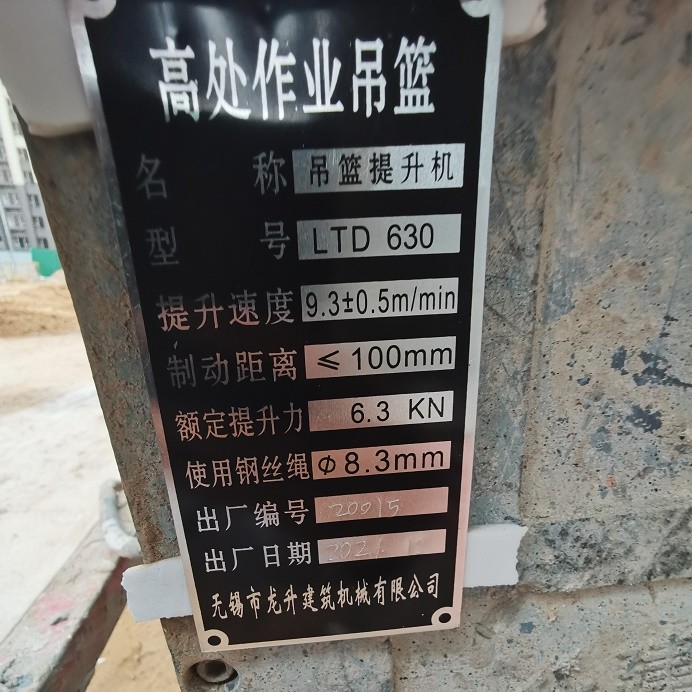 高处作业吊篮
名 称 吊篮提升机
型 号 LTD 630
提升速度 9.3±0.5m/min
制动距离 ≤100mm
额定提升力 6.3 KN
使用钢丝绳 Φ8.3mm
出厂编号 20015
出厂日期 2021.
无锡市龙升建筑机械有限公司